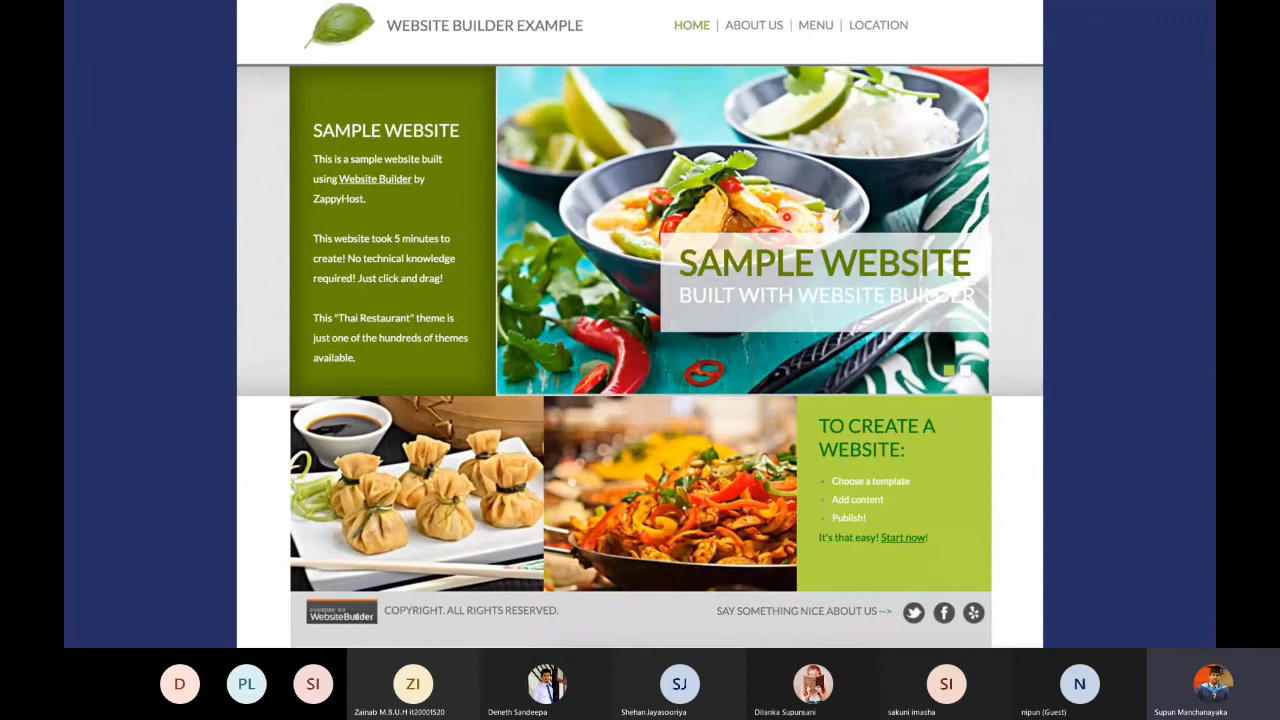 WEBSITE BUILDER EXAMPLE
HOME | ABOUT US | MENU | LOCATION
SAMPLE WEBSITE
This is a sample website built
using Website Builder by
ZappyHost.
This website took 5 minutes to
create! No technical knowledge
required! Just click and drag!
This "Thai Restaurant" theme is
just one of the hundreds of themes
available.
SAMPLE WEBSITE
BUILT WITH WEBSITE BUILDER
TO CREATE A
WEBSITE:
• Choose a template
• Add content
• Publish!
It's that easy! Start now!
POWERED BY
WebsiteBuilder
COPYRIGHT. ALL RIGHTS RESERVED.
SAY SOMETHING NICE ABOUT US -->
D
PL
SI
ZI
SJ
SI
N
Zainab M.B.U.H it20001520
Deneth Sandeepa
Shehan Jayasooriya
Dilanka Supunsani
sakuni imasha
nipun (Guest)
Supun Manchanayaka